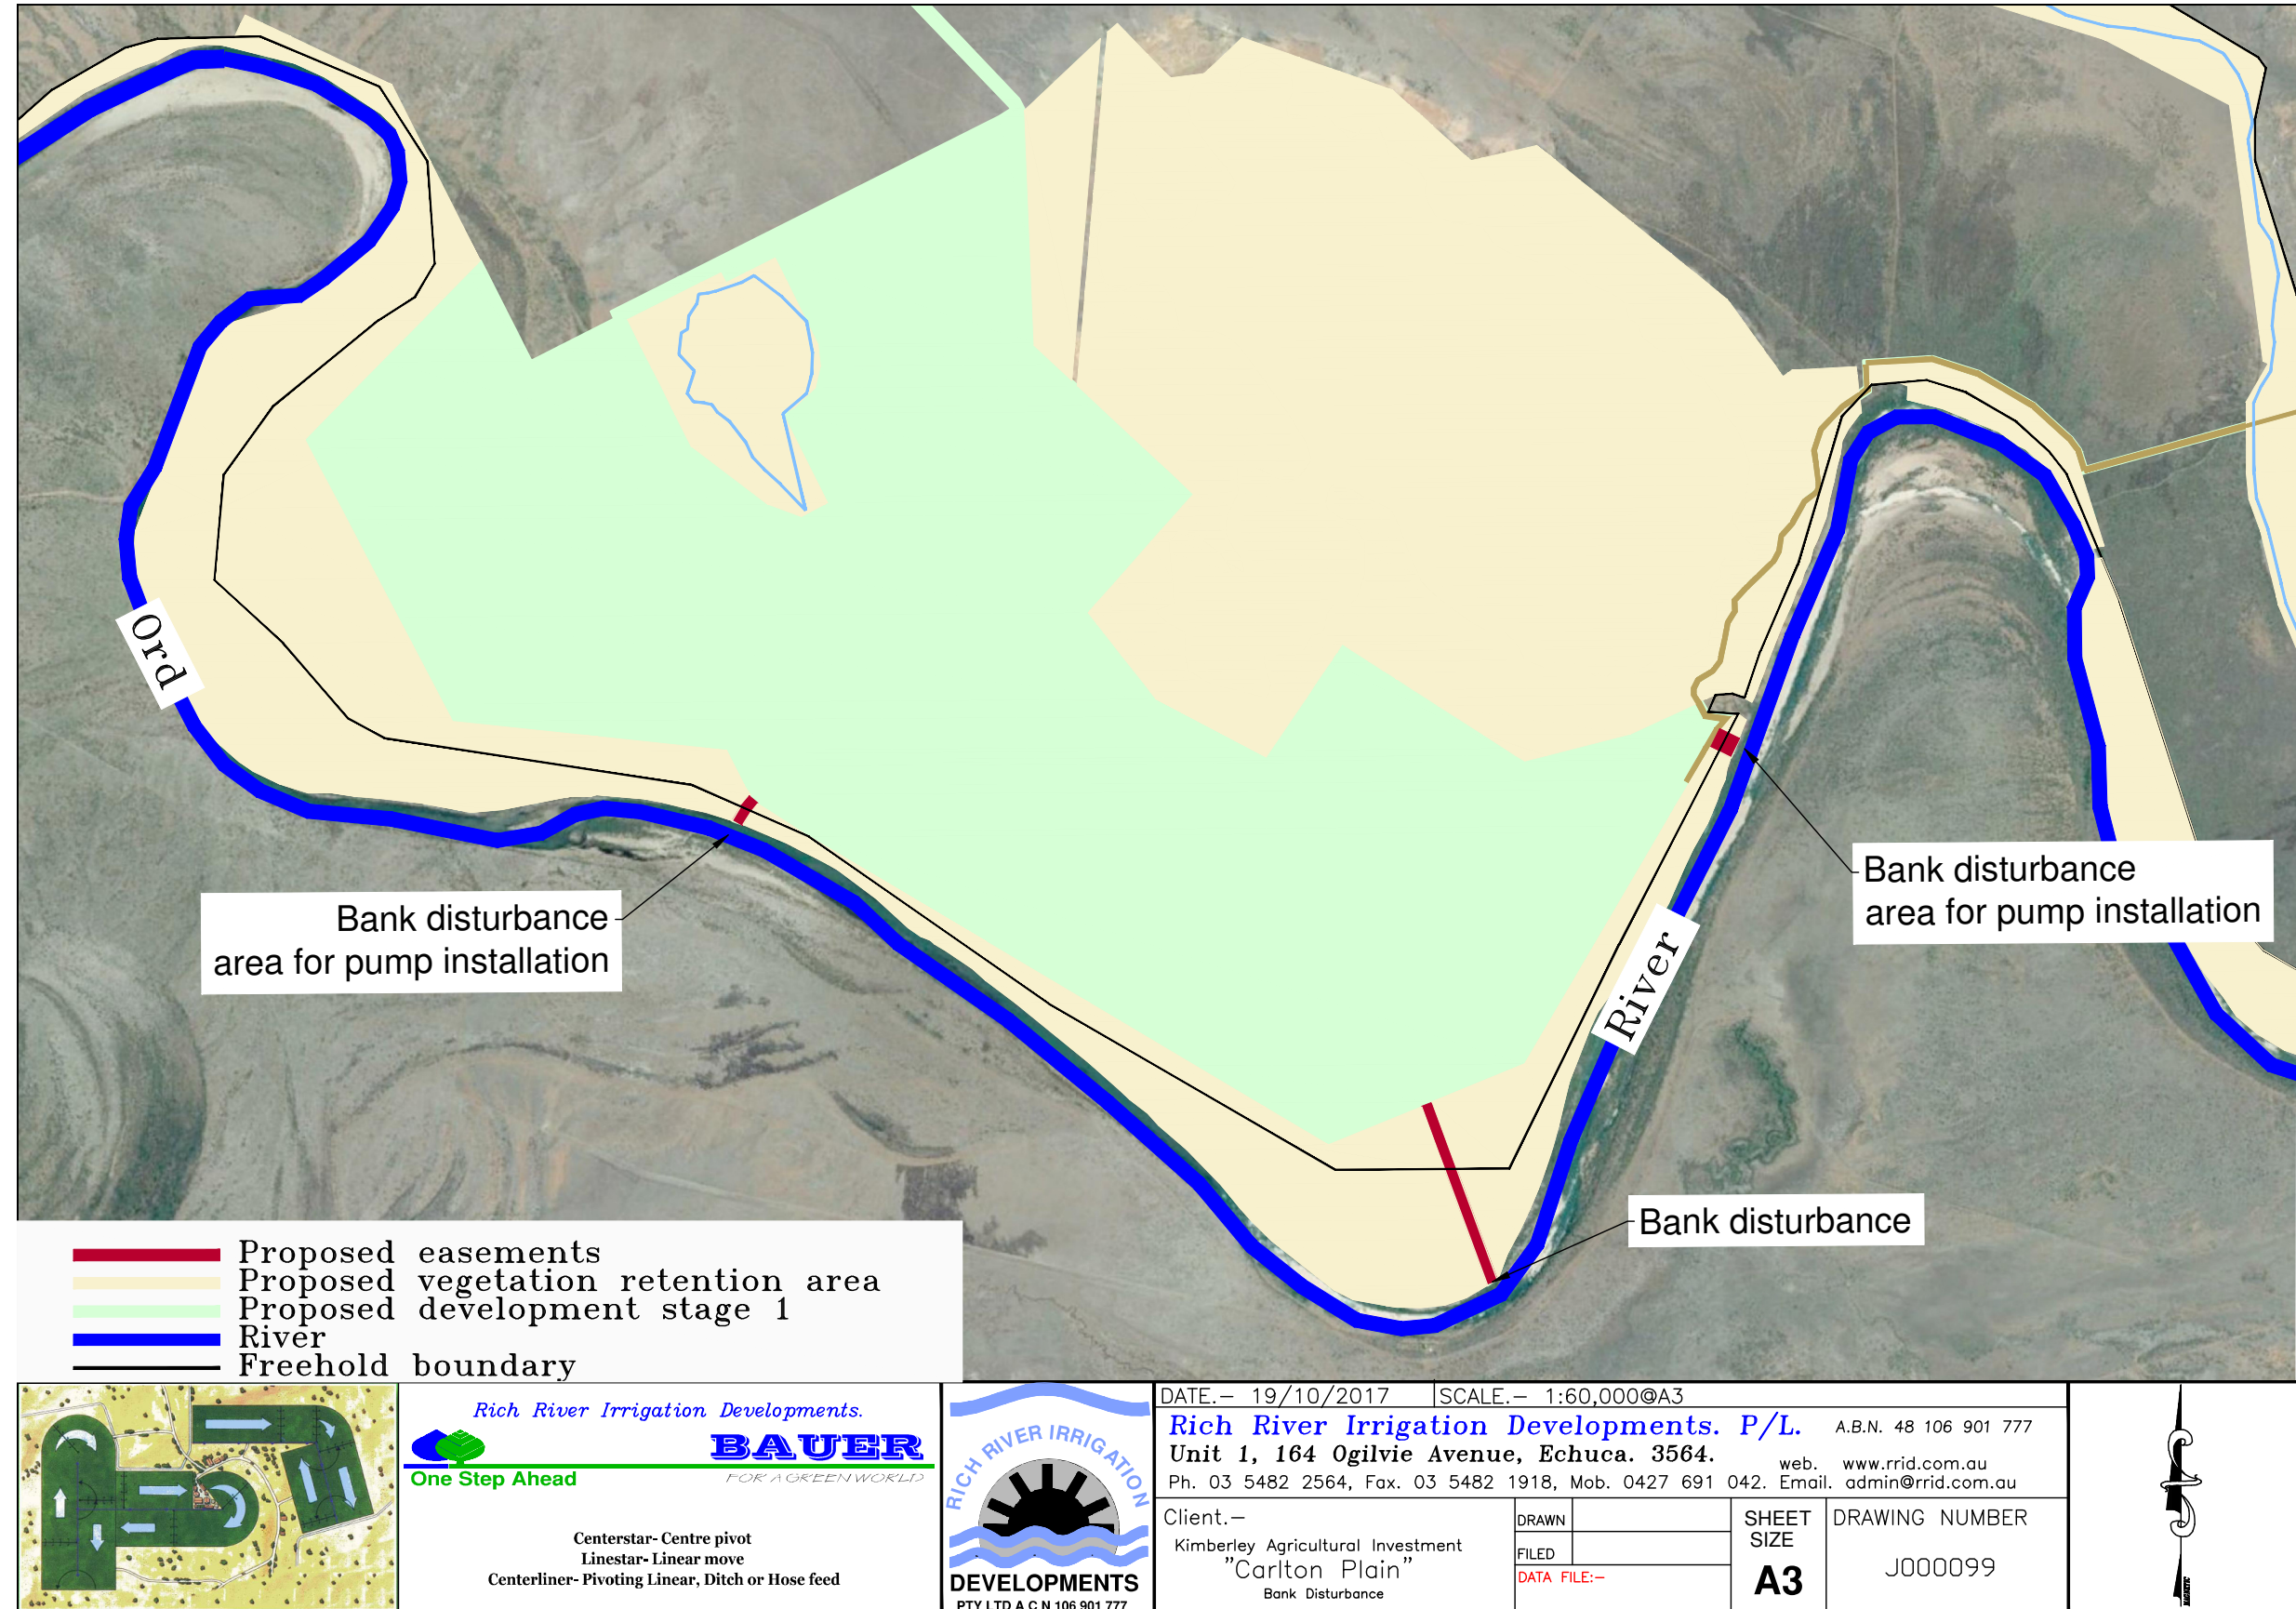 Ord
River
Bank disturbance
area for pump installation
Bank disturbance
area for pump installation
Bank disturbance
Proposed easements
Proposed vegetation retention area
Proposed development stage 1
River
Freehold boundary
Rich River Irrigation Developments.
BAUER
FOR A GREEN WORLD
One Step Ahead
Centerstar- Centre pivot
Linestar- Linear move
Centerliner- Pivoting Linear, Ditch or Hose feed
RICH RIVER IRRIGATION
DEVELOPMENTS
PTY LTD A C N 106 901 777
DATE.- 19/10/2017 SCALE.- 1:60,000@A3
Rich River Irrigation Developments. P/L. A.B.N. 48 106 901 777
Unit 1, 164 Ogilvie Avenue, Echuca. 3564. web. www.rrid.com.au
Ph. 03 5482 2564, Fax. 03 5482 1918, Mob. 0427 691 042. Email. admin@rrid.com.au
Client.-
Kimberley Agricultural Investment
"Carlton Plain"
Bank Disturbance
DRAWN
FILED
DATA FILE:-
SHEET
SIZE
A3
DRAWING NUMBER
J000099